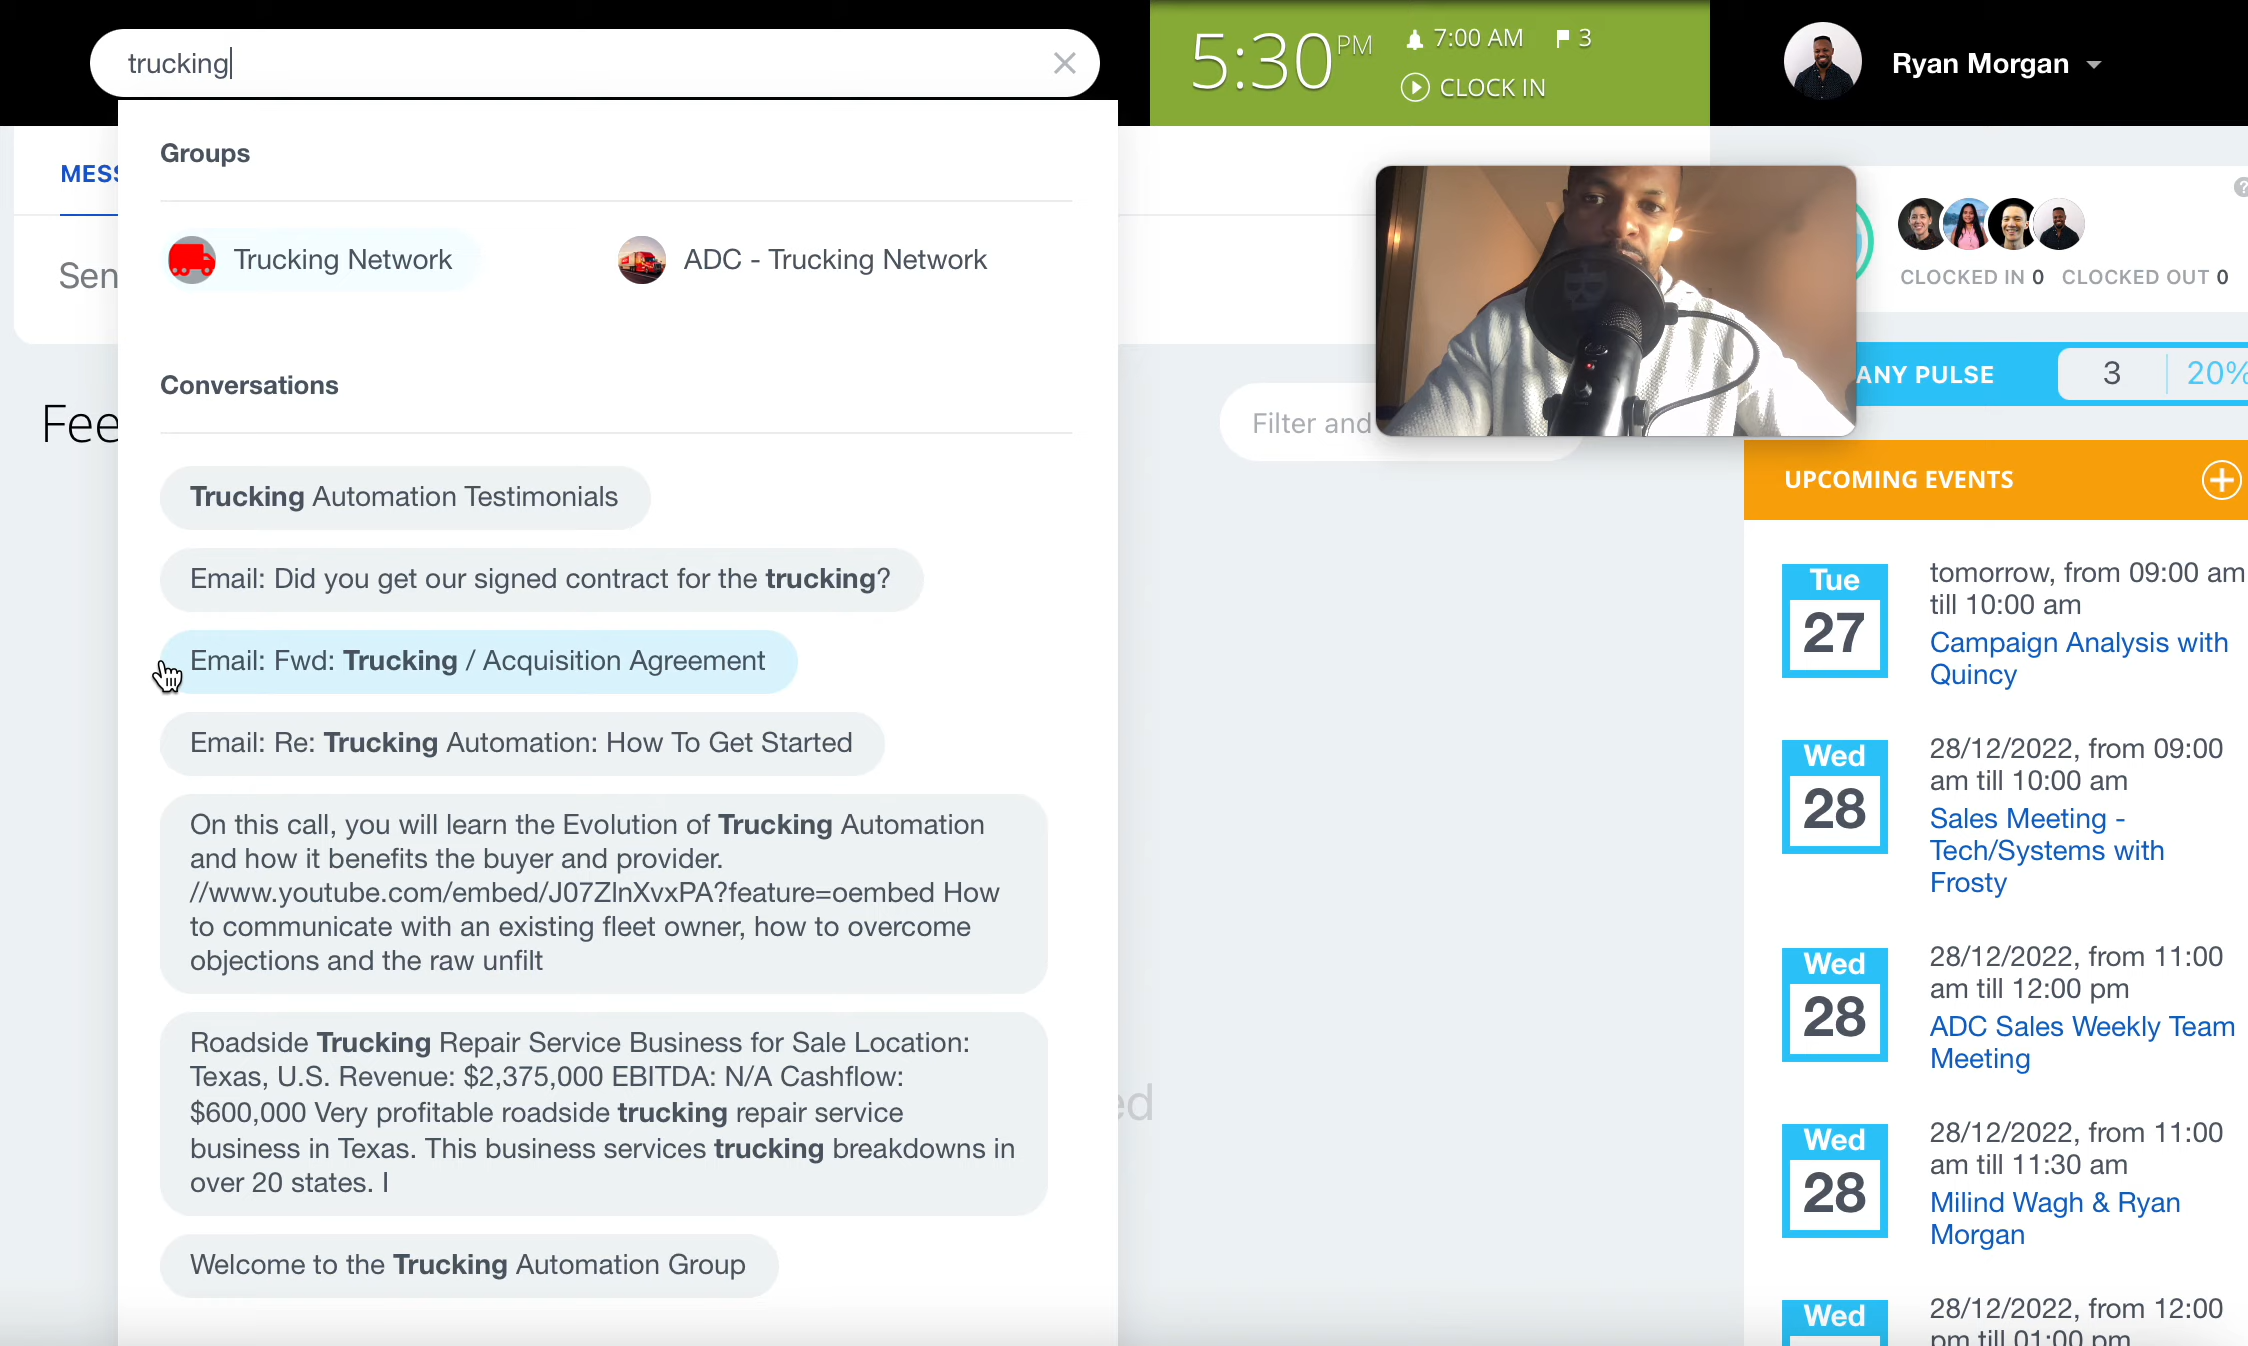 trucking
5:30 PM
7:00 AM
3
CLOCK IN
Ryan Morgan
MESS
Groups
Trucking Network
ADC - Trucking Network
CLOCKED IN 0 CLOCKED OUT 0
Sen
Conversations
ANY PULSE 3 20%
Fee
Filter and
UPCOMING EVENTS
Trucking Automation Testimonials
Email: Did you get our signed contract for the trucking?
Email: Fwd: Trucking / Acquisition Agreement
Email: Re: Trucking Automation: How To Get Started
On this call, you will learn the Evolution of Trucking Automation
and how it benefits the buyer and provider.
//www.youtube.com/embed/J07ZlnXvxPA?feature=oembed How
to communicate with an existing fleet owner, how to overcome
objections and the raw unfilt
Roadside Trucking Repair Service Business for Sale Location:
Texas, U.S. Revenue: $2,375,000 EBITDA: N/A Cashflow:
$600,000 Very profitable roadside trucking repair service
business in Texas. This business services trucking breakdowns in
over 20 states. I
Welcome to the Trucking Automation Group
ed
Tue
27
tomorrow, from 09:00 am
till 10:00 am
Campaign Analysis with
Quincy
Wed
28
28/12/2022, from 09:00
am till 10:00 am
Sales Meeting -
Tech/Systems with
Frosty
Wed
28
28/12/2022, from 11:00
am till 12:00 pm
ADC Sales Weekly Team
Meeting
Wed
28
28/12/2022, from 11:00
am till 11:30 am
Milind Wagh & Ryan
Morgan
Wed
28/12/2022, from 12:00
pm till 01:00 pm